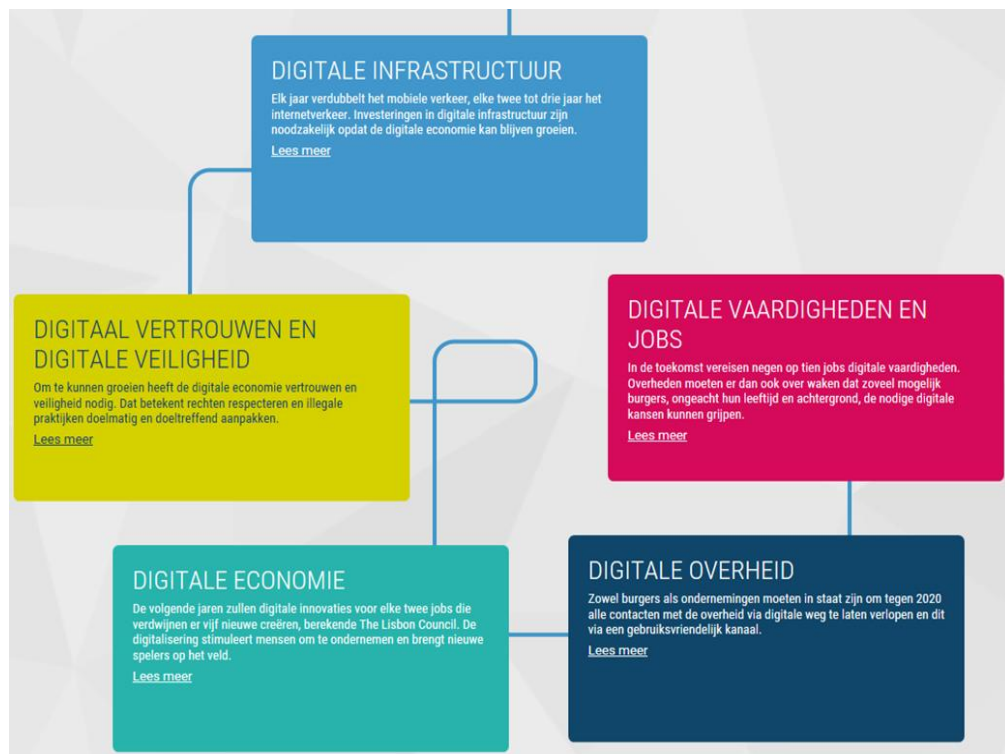 DIGITALE INFRASTRUCTUUR
Elk jaar verdubbelt het mobiele verkeer, elke twee tot drie jaar het
internetverkeer. Investeringen in digitale infrastructuur zijn
noodzakelijk opdat de digitale economie kan blijven groeien.
Lees meer
DIGITAAL VERTROUWEN EN
DIGITALE VEILIGHEID
Om te kunnen groeien heeft de digitale economie vertrouwen en
veiligheid nodig. Dat betekent rechten respecteren en illegale
praktijken doelmatig en doeltreffend aanpakken.
Lees meer
DIGITALE VAARDIGHEDEN EN
JOBS
In de toekomst vereisen negen op tien jobs digitale vaardigheden.
Overheden moeten er dan ook over waken dat zoveel mogelijk
burgers, ongeacht hun leeftijd en achtergrond, de nodige digitale
kansen kunnen grijpen.
Lees meer
DIGITALE ECONOMIE
De volgende jaren zullen digitale innovaties voor elke twee jobs die
verdwijnen er vijf nieuwe creëren, berekende The Lisbon Council. De
digitalisering stimuleert mensen om te ondernemen en brengt nieuwe
spelers op het veld.
Lees meer
DIGITALE OVERHEID
Zowel burgers als ondernemingen moeten in staat zijn om tegen 2020
alle contacten met de overheid via digitale weg te laten verlopen en dit
via een gebruiksvriendelijk kanaal.
Lees meer